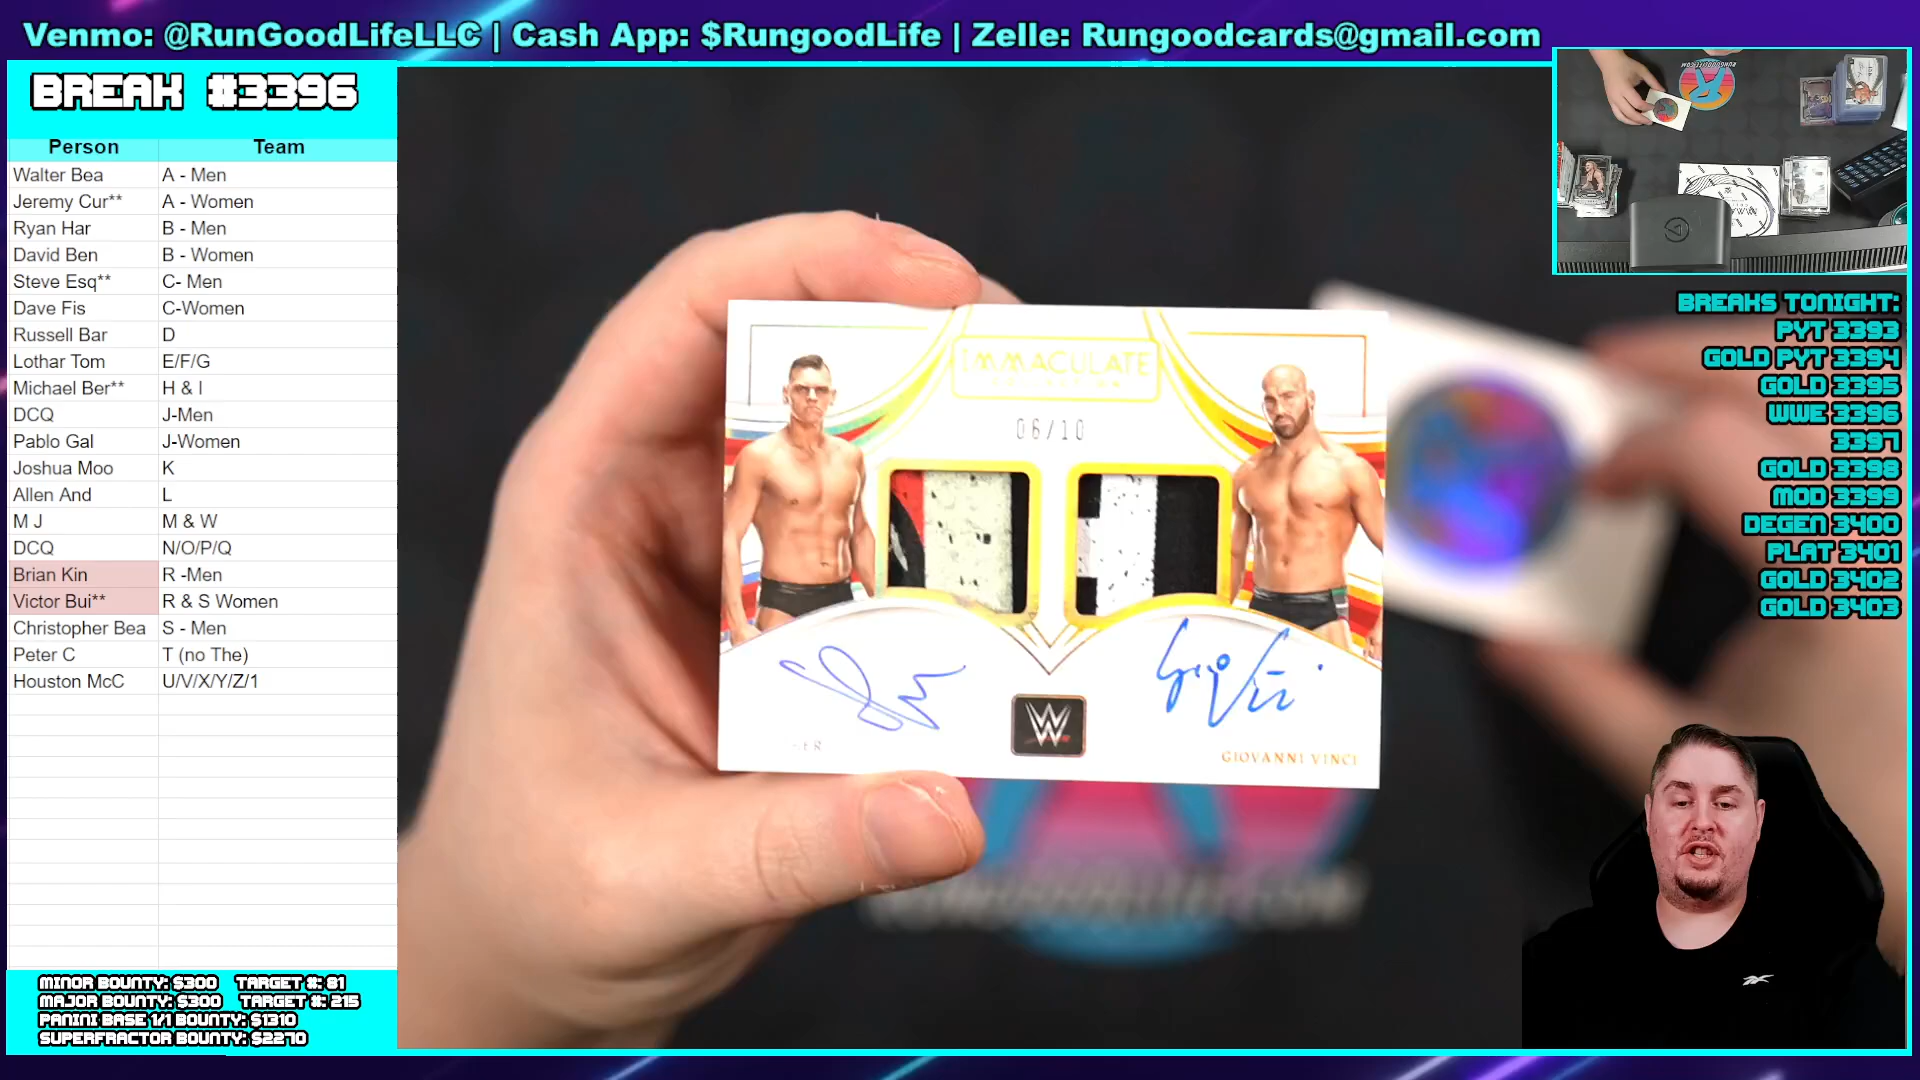 Venmo: @RunGoodLifeLLC | Cash App: $RungoodLife | Zelle: Rungoodcards@gmail.com
BREAK #3396
Person Team
Walter Bea A - Men
Jeremy Cur** A - Women
Ryan Har B - Men
David Ben B - Women
Steve Esq** C- Men
Dave Fis C-Women
Russell Bar D
Lothar Tom E/F/G
Michael Ber** H & I
DCQ J-Men
Pablo Gal J-Women
Joshua Moo K
Allen And L
M J M & W
DCQ N/O/P/Q
Brian Kin R -Men
Victor Bui** R & S Women
Christopher Bea S - Men
Peter C T (no The)
Houston McC U/V/X/Y/Z/1
MINOR BOUNTY: $300 TARGET #: 81
MAJOR BOUNTY: $300 TARGET #: 215
PANINI BASE 1/1 BOUNTY: $1310
SUPERFRACTOR BOUNTY: $2270
IMMACULATE
COLLECTION
06/10
GIOVANNI VINCI
BREAKS TONIGHT:
PYT 3393
GOLD PYT 3394
GOLD 3395
WWE 3396
3397
GOLD 3398
MOD 3399
DEGEN 3400
PLAT 3401
GOLD 3402
GOLD 3403